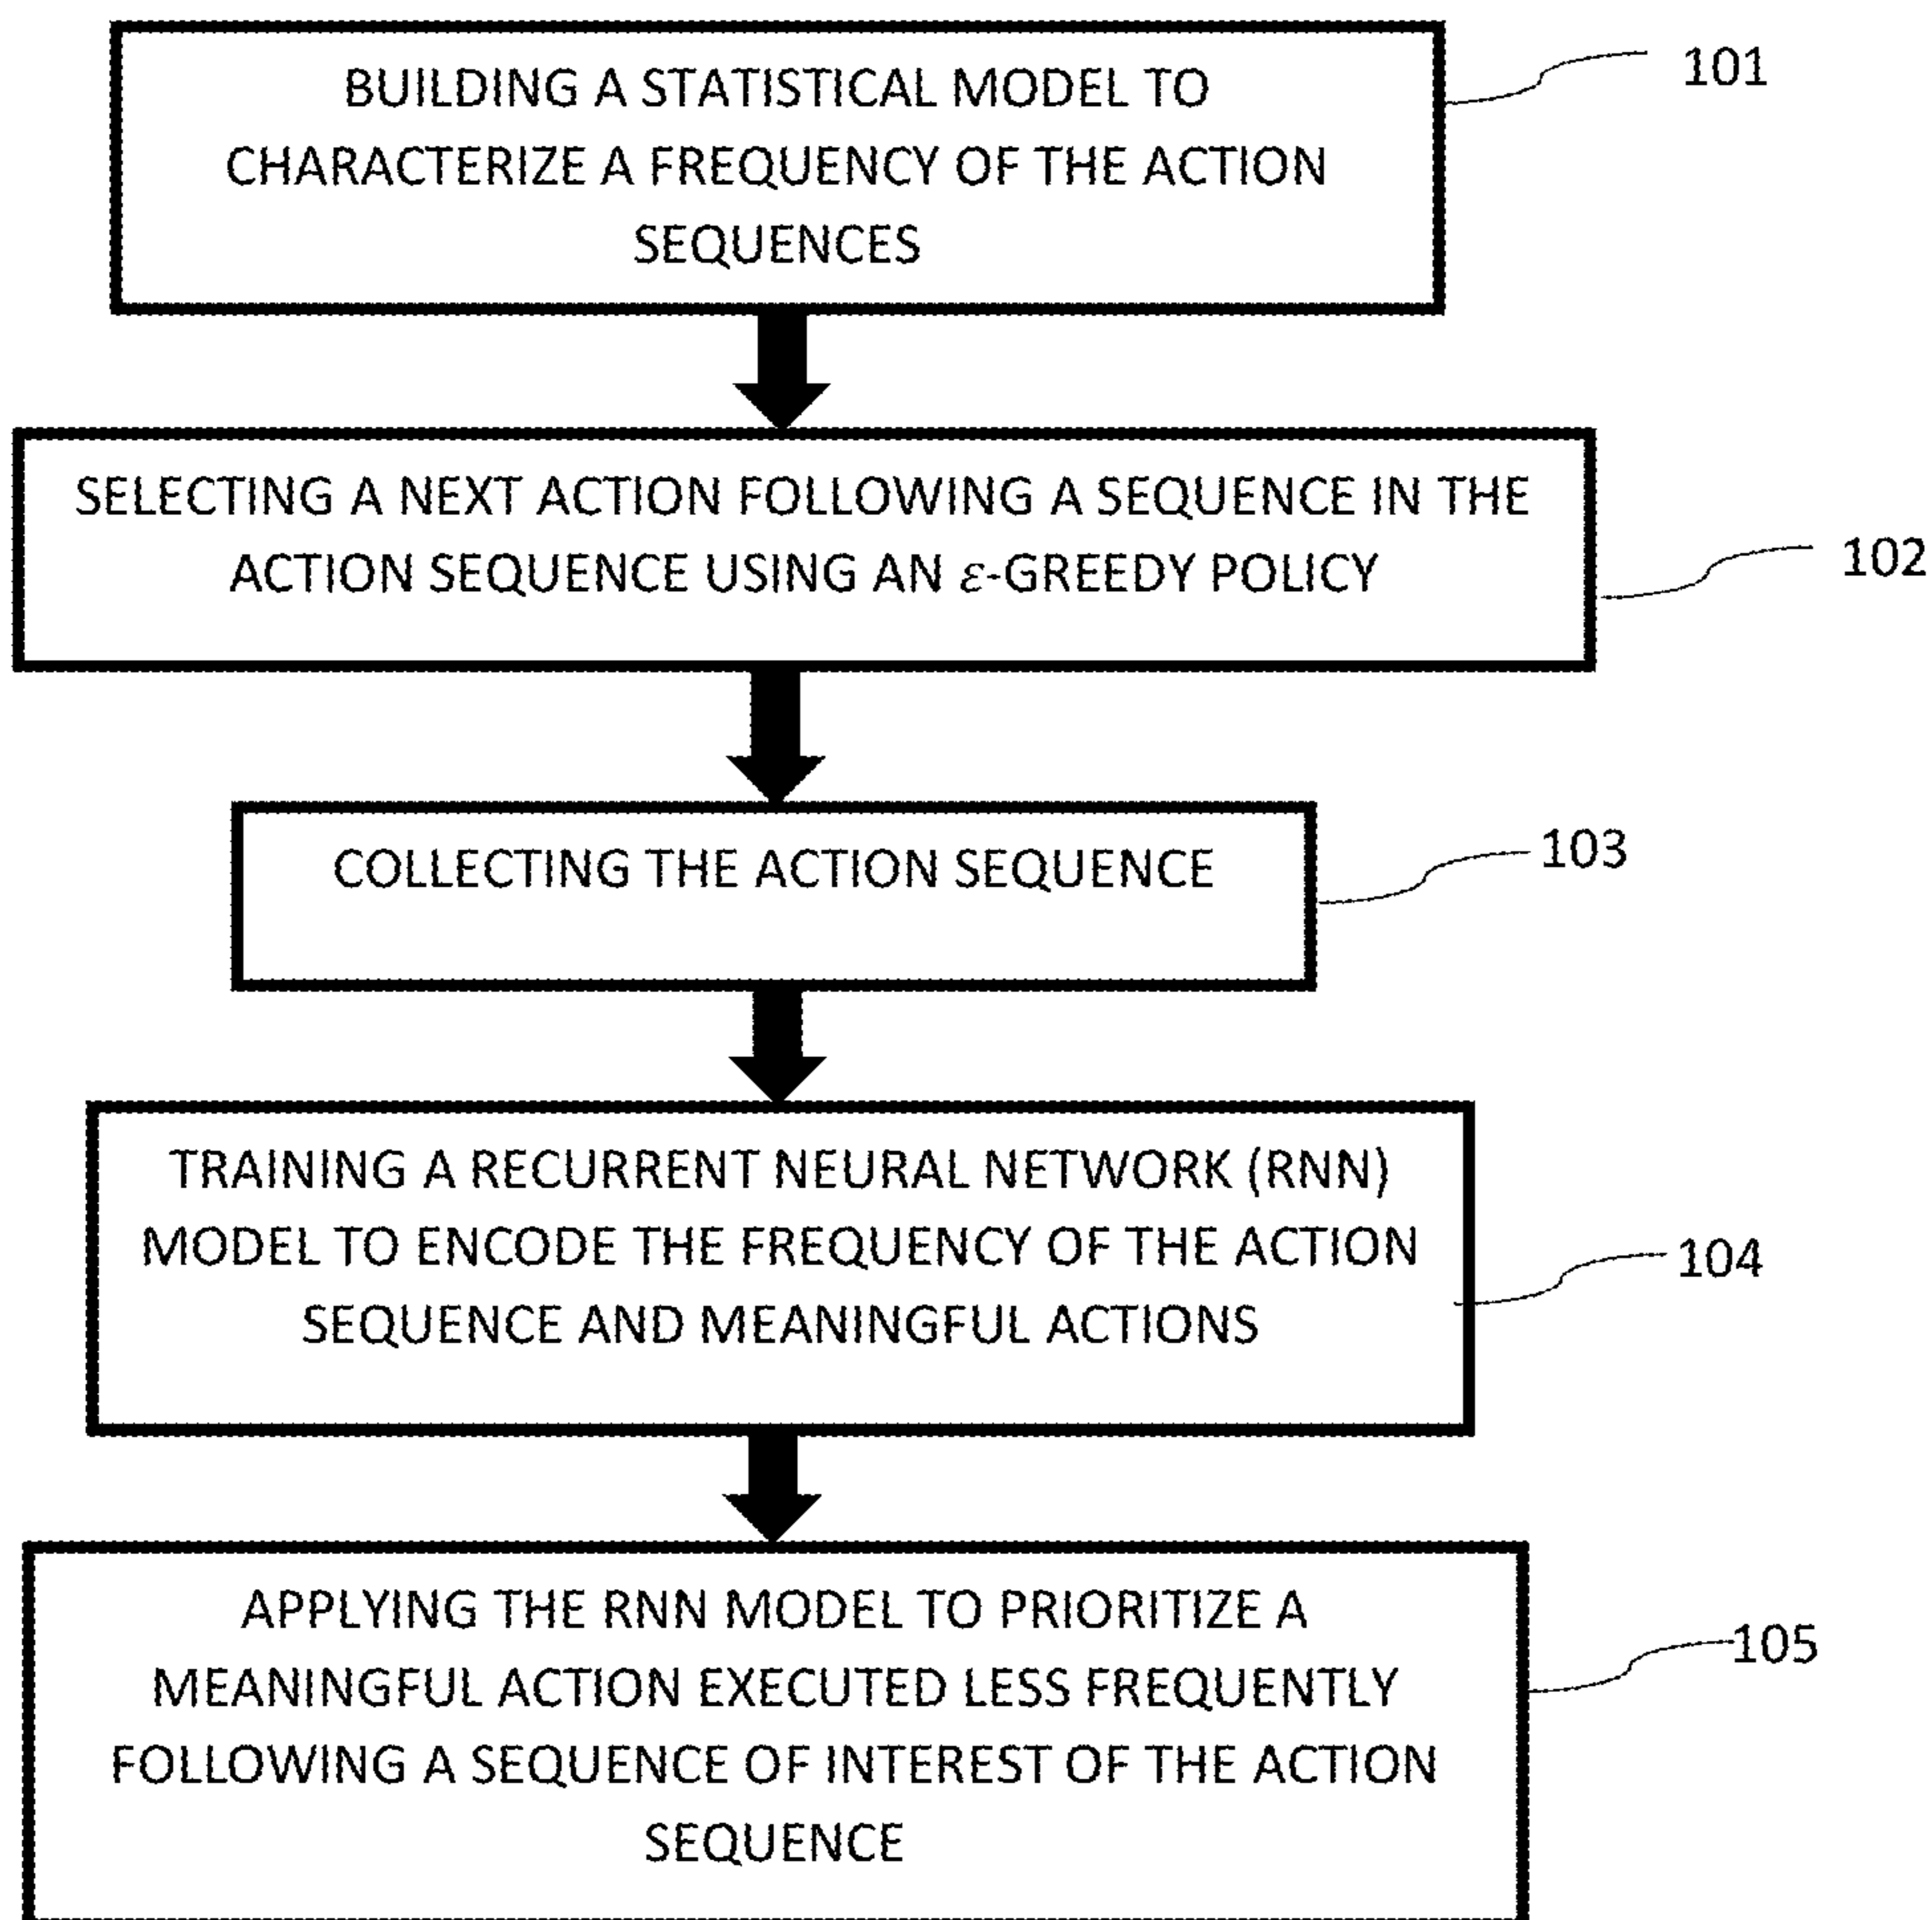 BUILDING A STATISTICAL MODEL TO
CHARACTERIZE A FREQUENCY OF THE ACTION
SEQUENCES
101
SELECTING A NEXT ACTION FOLLOWING A SEQUENCE IN THE
ACTION SEQUENCE USING AN ε-GREEDY POLICY
102
COLLECTING THE ACTION SEQUENCE
103
TRAINING A RECURRENT NEURAL NETWORK (RNN)
MODEL TO ENCODE THE FREQUENCY OF THE ACTION
SEQUENCE AND MEANINGFUL ACTIONS
104
APPLYING THE RNN MODEL TO PRIORITIZE A
MEANINGFUL ACTION EXECUTED LESS FREQUENTLY
FOLLOWING A SEQUENCE OF INTEREST OF THE ACTION
SEQUENCE
105